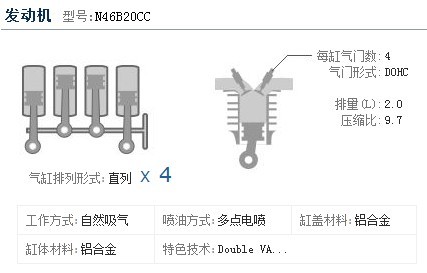 发动机 型号:N46B20CC
每缸气门数: 4
气门形式: DOHC
排量(L): 2.0
压缩比: 9.7
气缸排列形式: 直列 X 4
工作方式: 自然吸气 喷油方式: 多点电喷 缸盖材料: 铝合金
缸体材料: 铝合金 特色技术: Double VA...